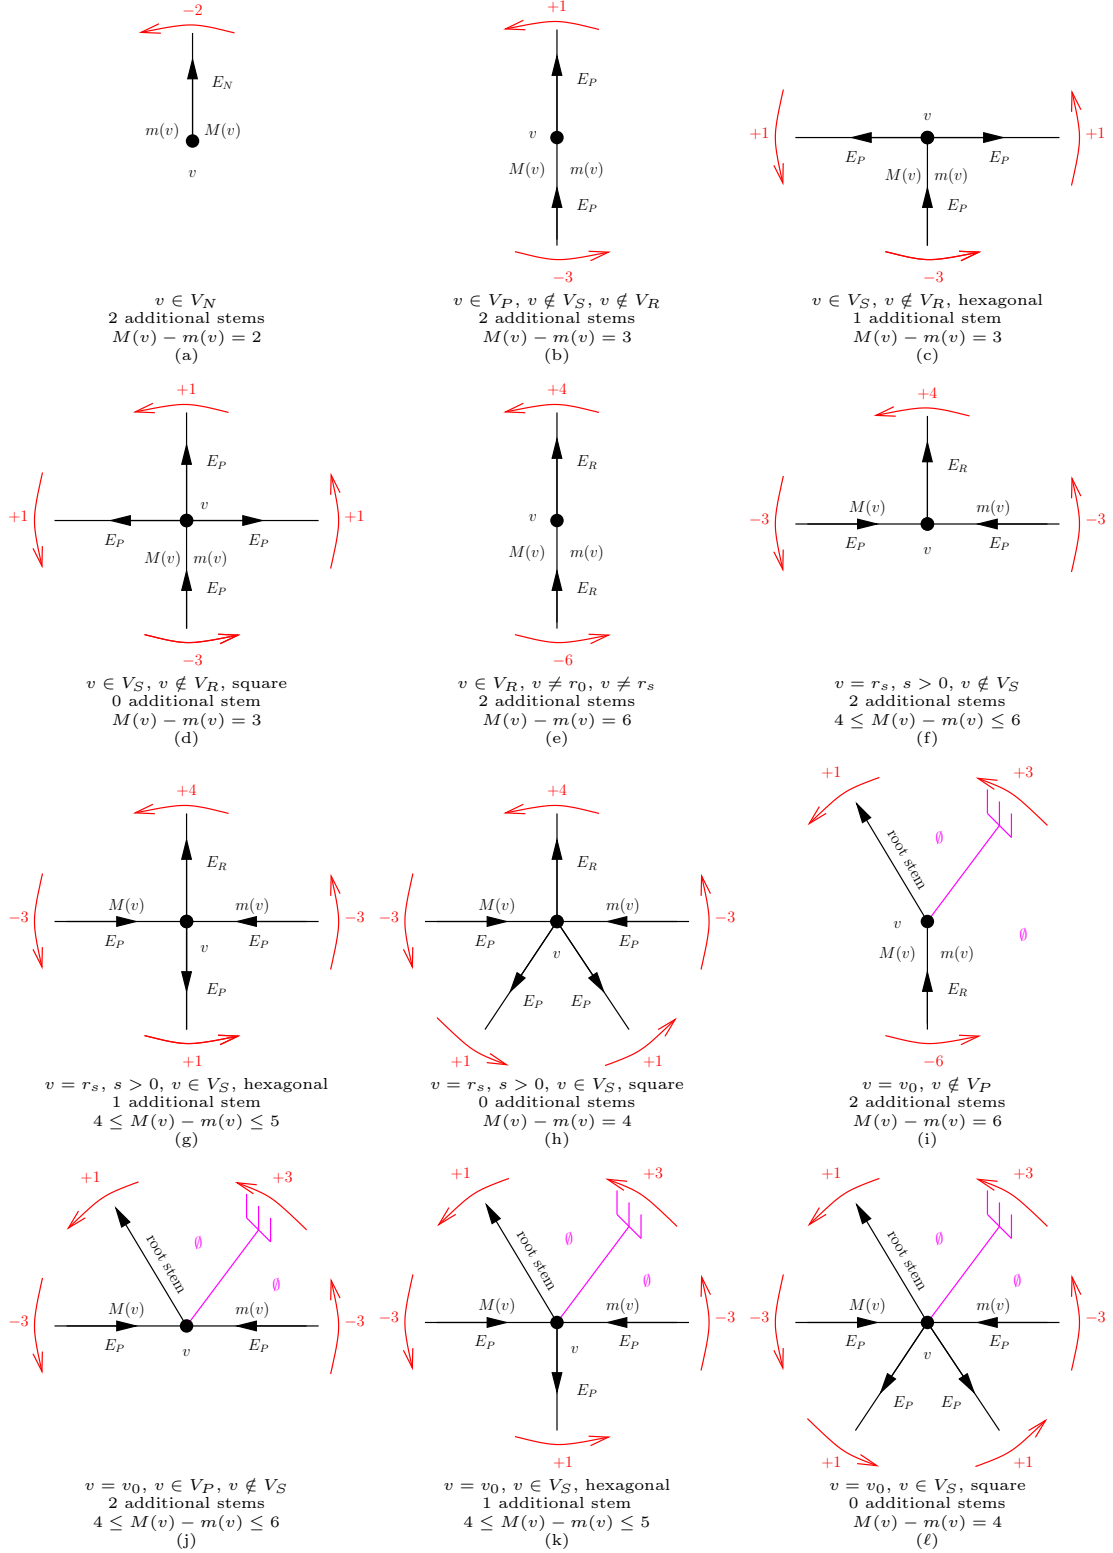 −2
E_N
m(v) M(v)
v
v ∈ V_N
2 additional stems
M(v) − m(v) = 2
(a)
+1
E_P
v
M(v) m(v)
E_P
−3
v ∈ V_P, v ∉ V_S, v ∉ V_R
2 additional stems
M(v) − m(v) = 3
(b)
v
+1 +1
E_P E_P
M(v) m(v)
E_P
−3
v ∈ V_S, v ∉ V_R, hexagonal
1 additional stem
M(v) − m(v) = 3
(c)
+1
E_P
v
+1 +1
E_P E_P
M(v) m(v)
E_P
−3
v ∈ V_S, v ∉ V_R, square
0 additional stem
M(v) − m(v) = 3
(d)
+4
E_R
v
M(v) m(v)
E_R
−6
v ∈ V_R, v ≠ r_0, v ≠ r_s
2 additional stems
M(v) − m(v) = 6
(e)
+4
E_R
M(v) m(v)
−3 −3
E_P v E_P
v = r_s, s > 0, v ∉ V_S
2 additional stems
4 ≤ M(v) − m(v) ≤ 6
(f)
+4
E_R
M(v) m(v)
−3 −3
E_P v E_P
E_P
+1
v = r_s, s > 0, v ∈ V_S, hexagonal
1 additional stem
4 ≤ M(v) − m(v) ≤ 5
(g)
+4
E_R
M(v) m(v)
−3 −3
E_P v E_P
E_P E_P
+1 +1
v = r_s, s > 0, v ∈ V_S, square
0 additional stems
M(v) − m(v) = 4
(h)
+1 +3
∅
root stem
v ∅
M(v) m(v)
E_R
−6
v = v_0, v ∉ V_P
2 additional stems
M(v) − m(v) = 6
(i)
+1 +3
∅
root stem
∅
M(v) m(v)
−3 −3
E_P v E_P
v = v_0, v ∈ V_P, v ∉ V_S
2 additional stems
4 ≤ M(v) − m(v) ≤ 6
(j)
+1 +3
∅
root stem
∅
M(v) m(v)
−3 −3
E_P v E_P
E_P
+1
v = v_0, v ∈ V_S, hexagonal
1 additional stem
4 ≤ M(v) − m(v) ≤ 5
(k)
+1 +3
∅
root stem
∅
M(v) m(v)
−3 −3
E_P v E_P
E_P E_P
+1 +1
v = v_0, v ∈ V_S, square
0 additional stems
M(v) − m(v) = 4
(ℓ)